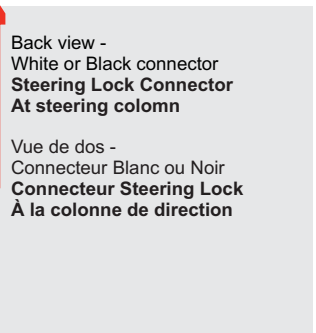 Back view -
White or Black connector
Steering Lock Connector
At steering colomn
Vue de dos -
Connecteur Blanc ou Noir
Connecteur Steering Lock
À la colonne de direction